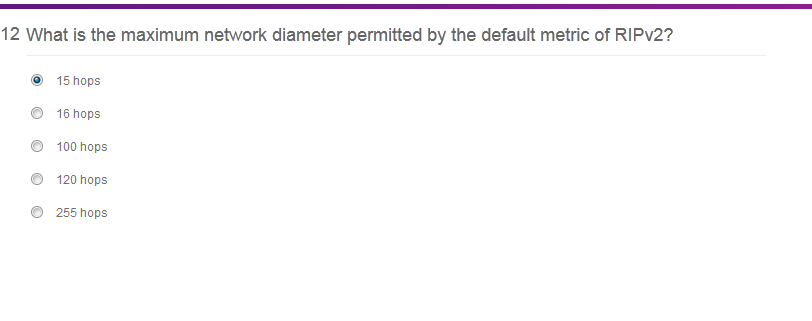 12 What is the maximum network diameter permitted by the default metric of RIPv2?
15 hops
16 hops
100 hops
120 hops
255 hops